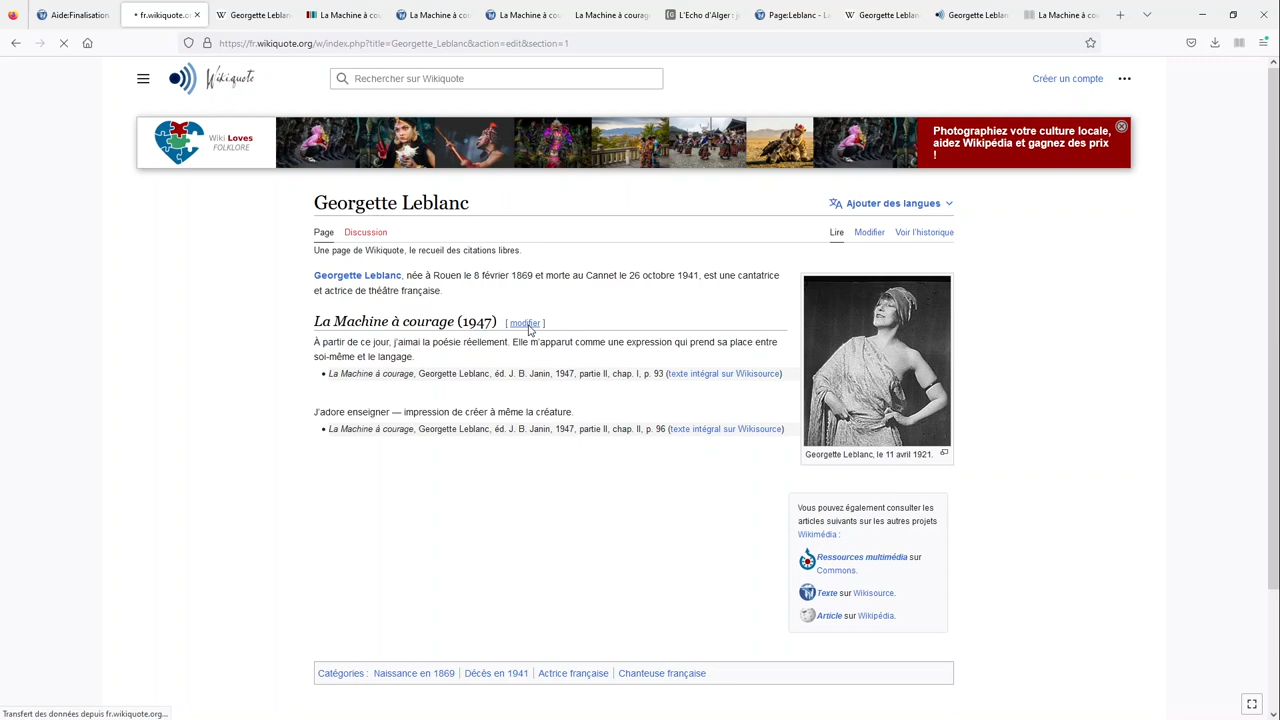 Aide:Finalisation
fr.wikiquote.org/
Georgette Leblanc
La Machine à cou
La Machine à co
La Machine à co
La Machine à courag
L'Echo d'Alger : j
Page:Leblanc - La
Georgette Leblan
Georgette Leblan
La Machine à co
https://fr.wikiquote.org/w/index.php?title=Georgette_Leblanc&action=edit&section=1
Wikiquote
Rechercher sur Wikiquote
Créer un compte
Wiki Loves
FOLKLORE
Photographiez votre culture locale,
aidez Wikipédia et gagnez des prix
!
Georgette Leblanc
Ajouter des langues
Page Discussion
Lire Modifier Voir l'historique
Une page de Wikiquote, le recueil des citations libres.
Georgette Leblanc, née à Rouen le 8 février 1869 et morte au Cannet le 26 octobre 1941, est une cantatrice
et actrice de théâtre française.
La Machine à courage (1947) [ modifier ]
À partir de ce jour, j'aimai la poésie réellement. Elle m'apparut comme une expression qui prend sa place entre
soi-même et le langage.
• La Machine à courage, Georgette Leblanc, éd. J. B. Janin, 1947, partie II, chap. I, p. 93 (texte intégral sur Wikisource)
J'adore enseigner — impression de créer à même la créature.
• La Machine à courage, Georgette Leblanc, éd. J. B. Janin, 1947, partie II, chap. II, p. 96 (texte intégral sur Wikisource)
Georgette Leblanc, le 11 avril 1921.
Vous pouvez également consulter les
articles suivants sur les autres projets
Wikimédia :
Ressources multimédia sur
Commons.
Texte sur Wikisource.
Article sur Wikipédia.
Catégories : Naissance en 1869 | Décès en 1941 | Actrice française | Chanteuse française
Transfert des données depuis fr.wikiquote.org...